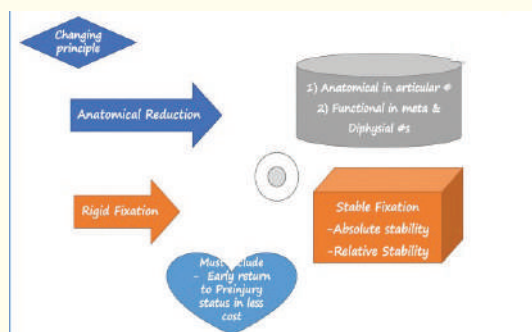 Changing
principle
Anatomical Reduction
1) Anatomical in articular #
2) Functional in meta &
Diphysial #s
Rigid Fixation
Stable Fixation
-Absolute stability
-Relative Stability
Must include
- Early return
to Preinjury
status in less
cost